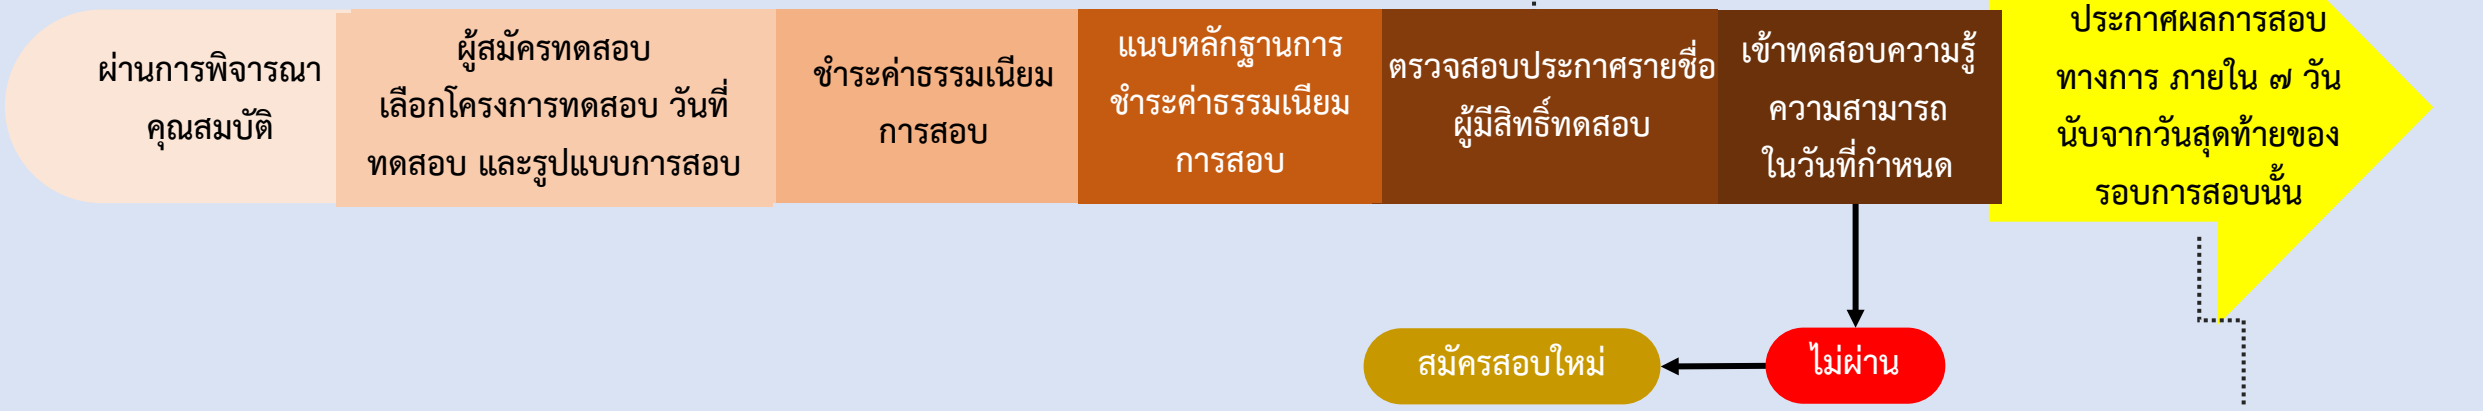 ผ่านการพิจารณา
คุณสมบัติ
ผู้สมัครทดสอบ
เลือกโครงการทดสอบ วันที่
ทดสอบ และรูปแบบการสอบ
ชำระค่าธรรมเนียม
การสอบ
แนบหลักฐานการ
ชำระค่าธรรมเนียม
การสอบ
ตรวจสอบประกาศรายชื่อ
ผู้มีสิทธิ์ทดสอบ
เข้าทดสอบความรู้
ความสามารถ
ในวันที่กำหนด
ประกาศผลการสอบ
ทางการ ภายใน ๗ วัน
นับจากวันสุดท้ายของ
รอบการสอบนั้น
สมัครสอบใหม่
ไม่ผ่าน